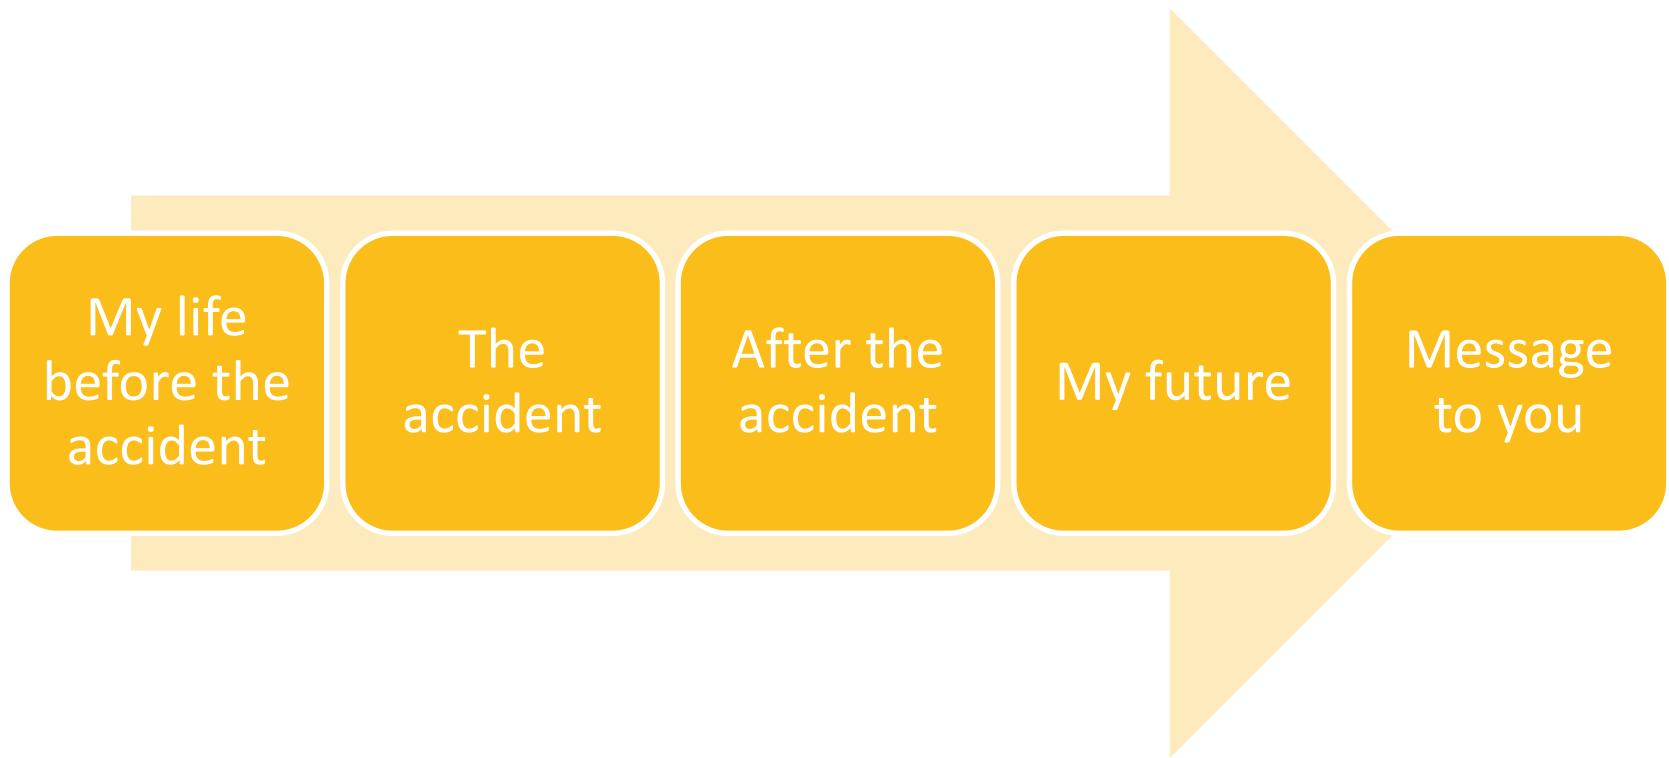 My life
before the
accident
The
accident
After the
accident
My future
Message
to you